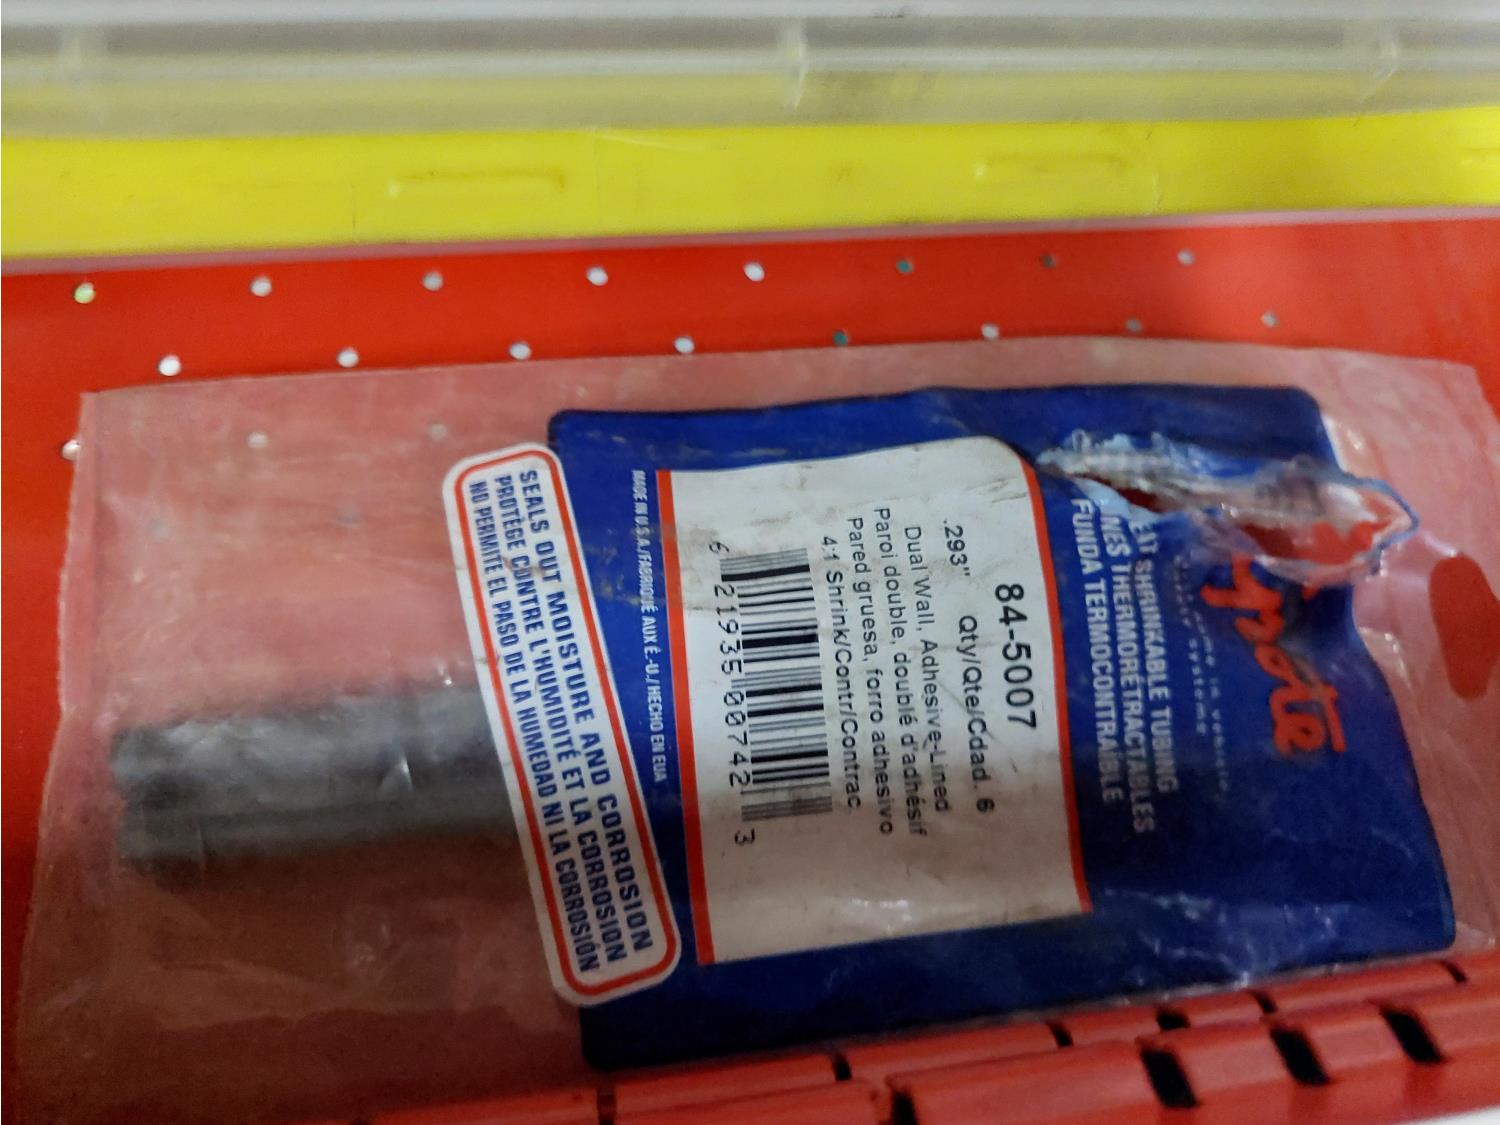 84-5007
.293" Qty/Qte/Cdad. 6
Dual Wall, Adhesive-Lined
Paroi double, doublé d'adhésif
Pared gruesa, forro adhesivo
4:1 Shrink/Contr/Contrac.
6 21935 00742 3
SHRINKABLE TUBING
THERMORÉTRACTABLES
FUNDA TERMOCONTRAIBLE
MADE IN U.S.A./FABRIQUÉ AUX É.-U./HECHO EN EUA
SEALS OUT MOISTURE AND CORROSION
PROTÈGE CONTRE L'HUMIDITÉ ET LA CORROSION
NO PERMITE EL PASO DE LA HUMEDAD NI LA CORROSIÓN